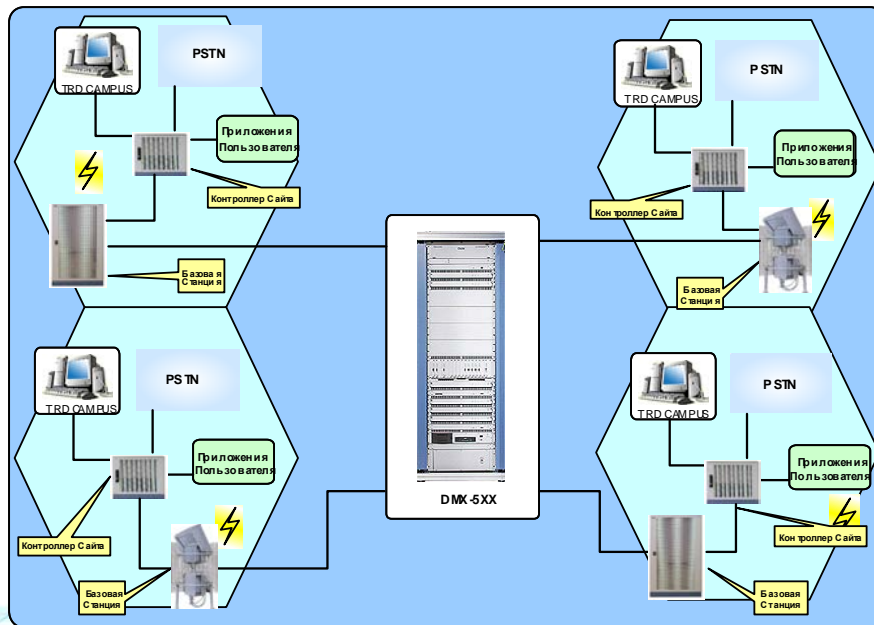 PSTN
TRD CAMPUS
Приложения
Пользователя
Контроллер Сайта
Базовая
Станция
PSTN
TRD CAMPUS
Приложения
Пользователя
Контроллер Сайта
Базовая
Станция
DMX-5XX
PSTN
TRD CAMPUS
Приложения
Пользователя
Контроллер Сайта
Базовая
Станция
PSTN
TRD CAMPUS
Приложения
Пользователя
Контроллер Сайта
Базовая
Станция